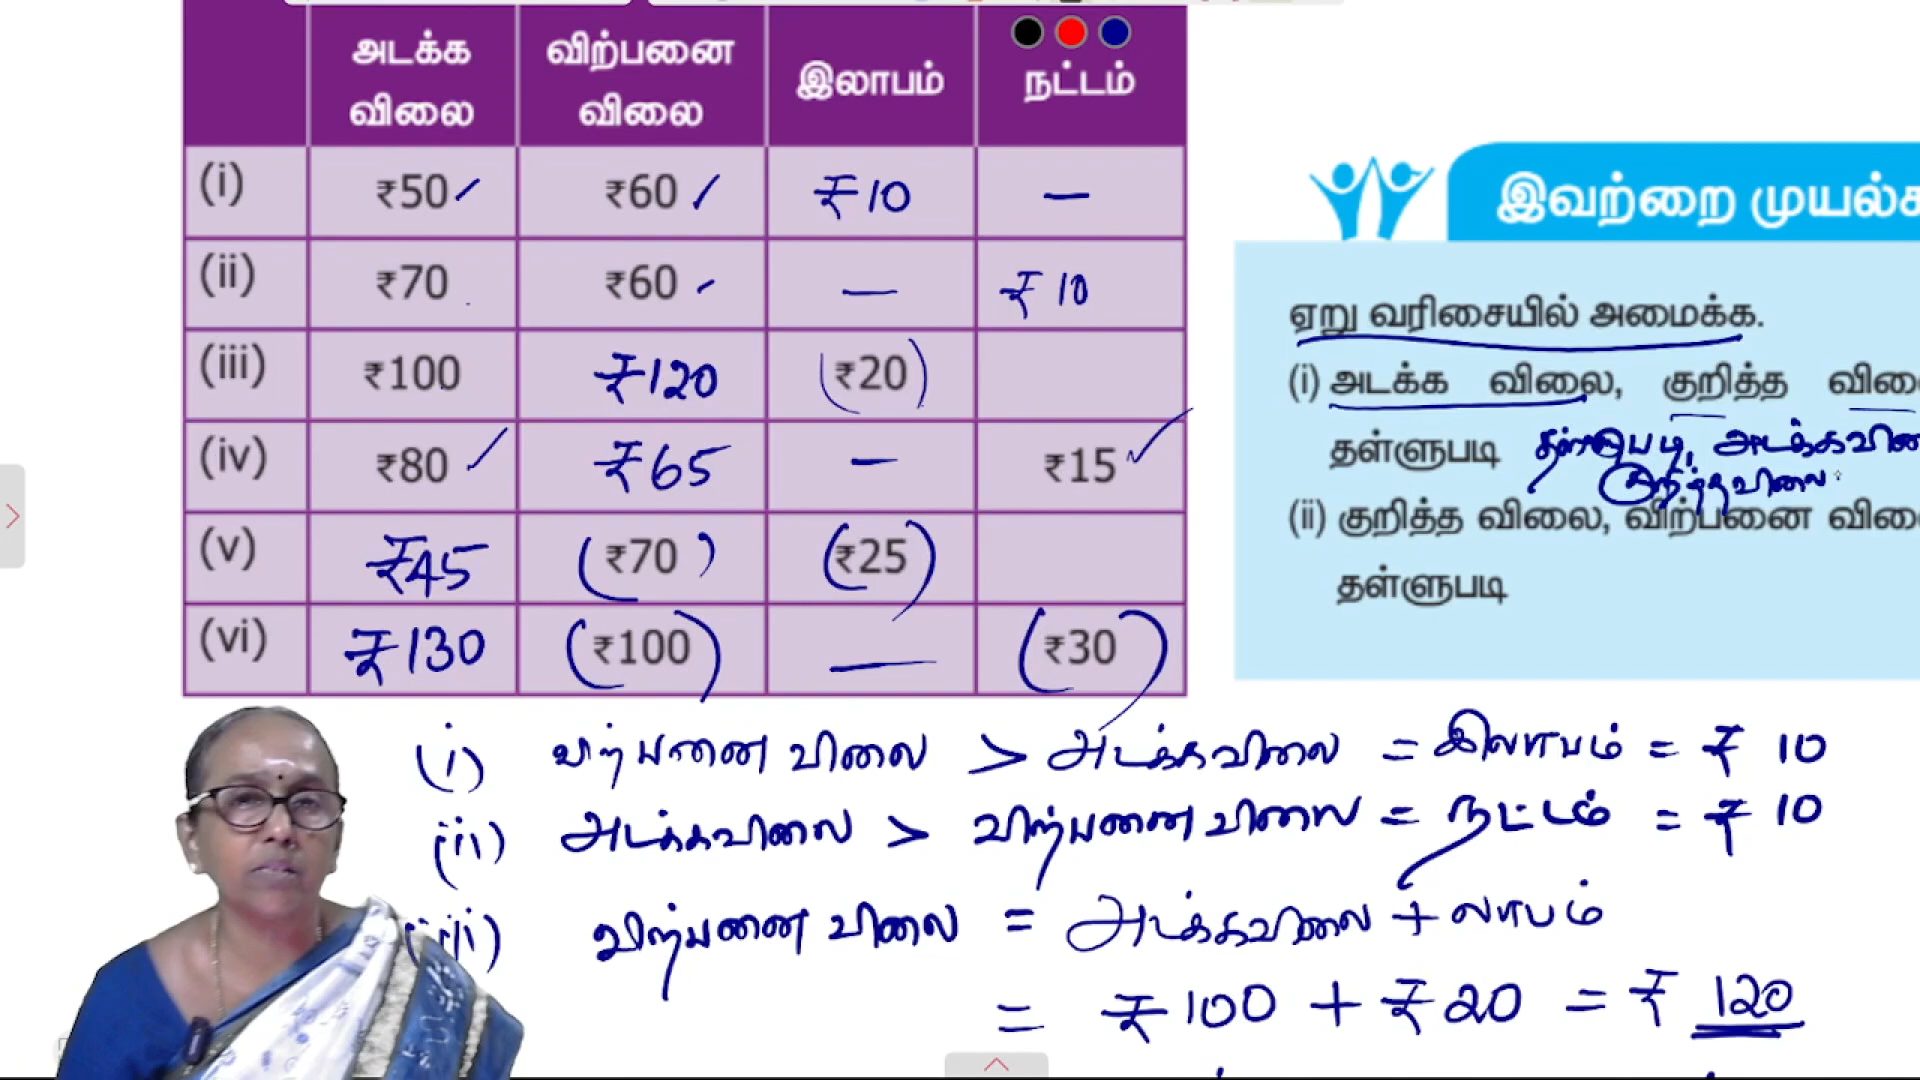 அடக்க விலை விற்பனை விலை இலாபம் நட்டம்
(i) ₹50 ₹60 ₹10 —
(ii) ₹70 ₹60 — ₹10
(iii) ₹100 ₹120 (₹20)
(iv) ₹80 ₹65 — ₹15
(v) ₹45 (₹70) (₹25)
(vi) ₹130 (₹100) — (₹30)
இவற்றை முயல்க
ஏறு வரிசையில் அமைக்க.
(i) அடக்க விலை, குறித்த
தள்ளுபடி தள்ளுபடி,
குறித்தவிலை
(ii) குறித்த விலை, விற்பனை
தள்ளுபடி
(i) விற்பனை விலை > அடக்கவிலை = இலாபம் = ₹ 10
(ii) அடக்கவிலை > விற்பனை விலை = நட்டம் = ₹ 10
(iii) விற்பனை விலை = அடக்கவிலை + லாபம்
= ₹100 + ₹20 = ₹ 120